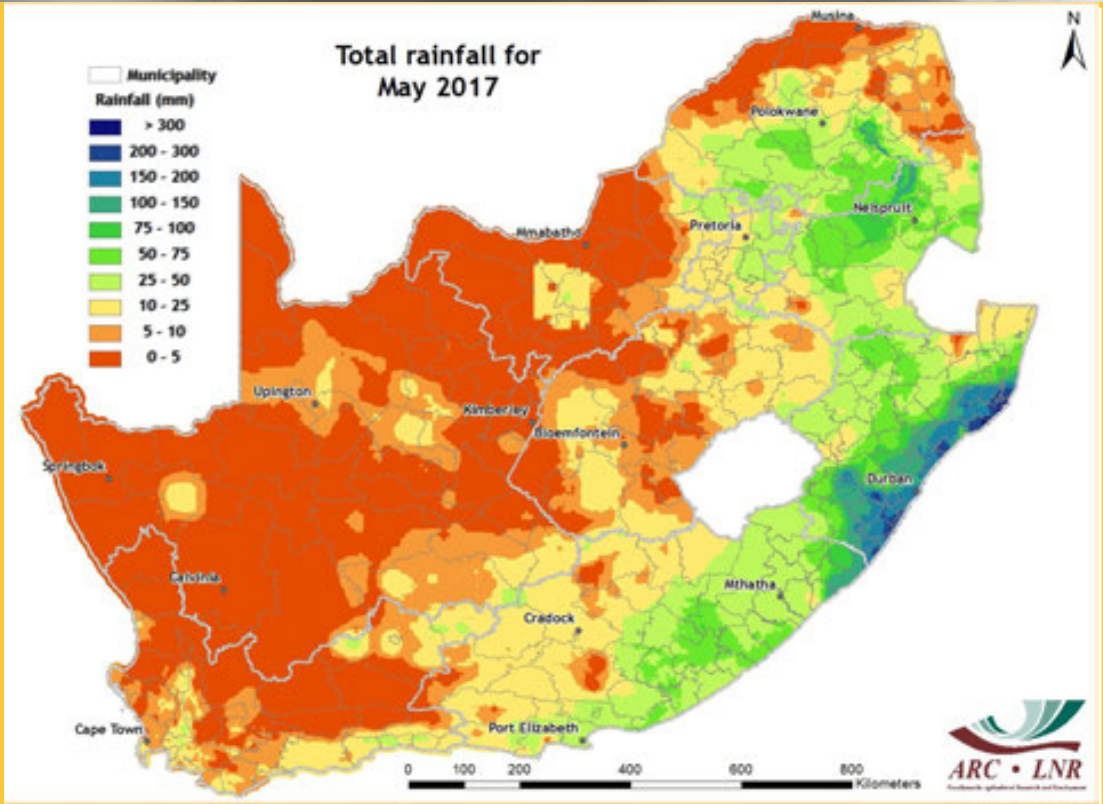 Total rainfall for
May 2017
N
Municipality
Rainfall (mm)
> 300
200 - 300
150 - 200
100 - 150
75 - 100
50 - 75
25 - 50
10 - 25
5 - 10
0 - 5
Musina
Polokwane
Nelspruit
Pretoria
Mmabatho
Upington
Kimberley
Bloemfontein
Springbok
Durban
Calvinia
Mthatha
Cradock
Cape Town
Port Elizabeth
0 100 200 400 600 800
Kilometers
ARC • LNR